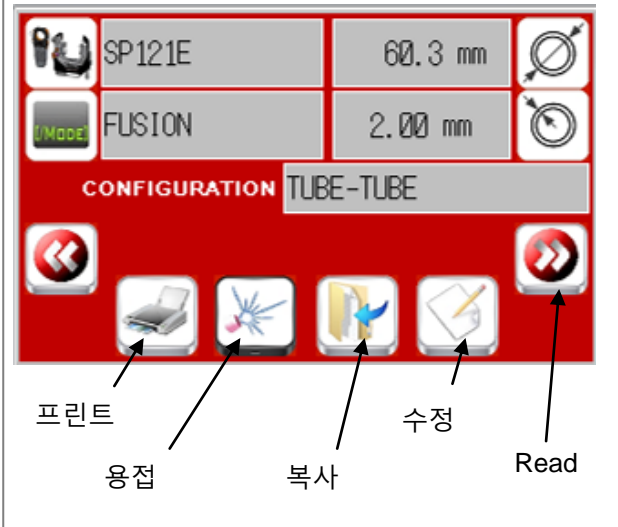 SP121E 60.3 mm
[/MODE] FUSION 2.00 mm
CONFIGURATION TUBE-TUBE
프린트
용접
복사
수정
Read